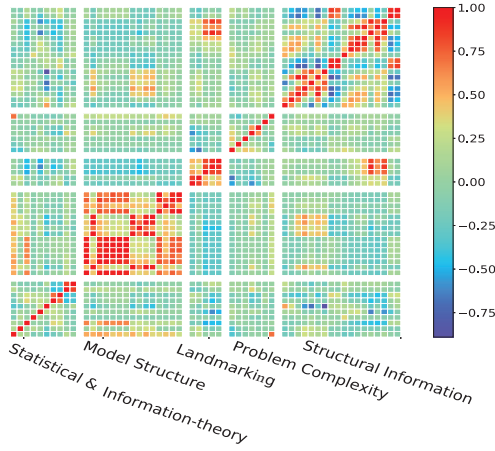 1.00
0.75
0.50
0.25
0.00
−0.25
−0.50
−0.75
Statistical & Information-theory
Model Structure
Landmarking
Problem Complexity
Structural Information